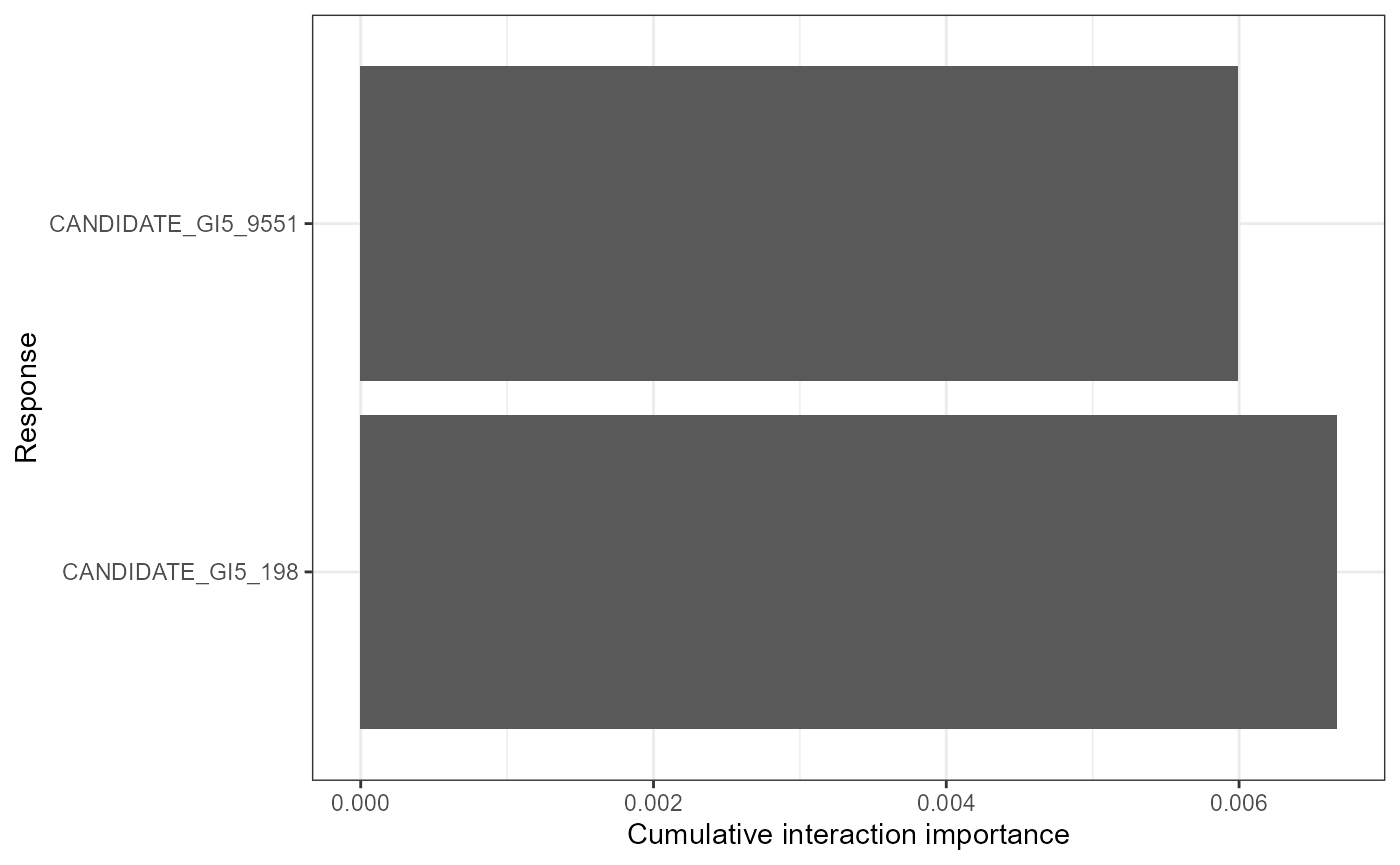 Response
CANDIDATE_GI5_9551
CANDIDATE_GI5_198
0.000 0.002 0.004 0.006
Cumulative interaction importance